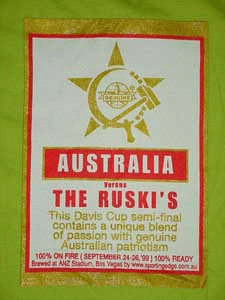 GENUINE
AUSTRALIA
Versus
THE RUSKI'S
This Davis Cup semi-final
contains a unique blend
of passion with genuine
Australian patriotism
100% ON FIRE ( SEPTEMBER 24-26,'99 ) 100% READY
Brewed at ANZ Stadium, Bris Vegas by www.sportingedge.com.au